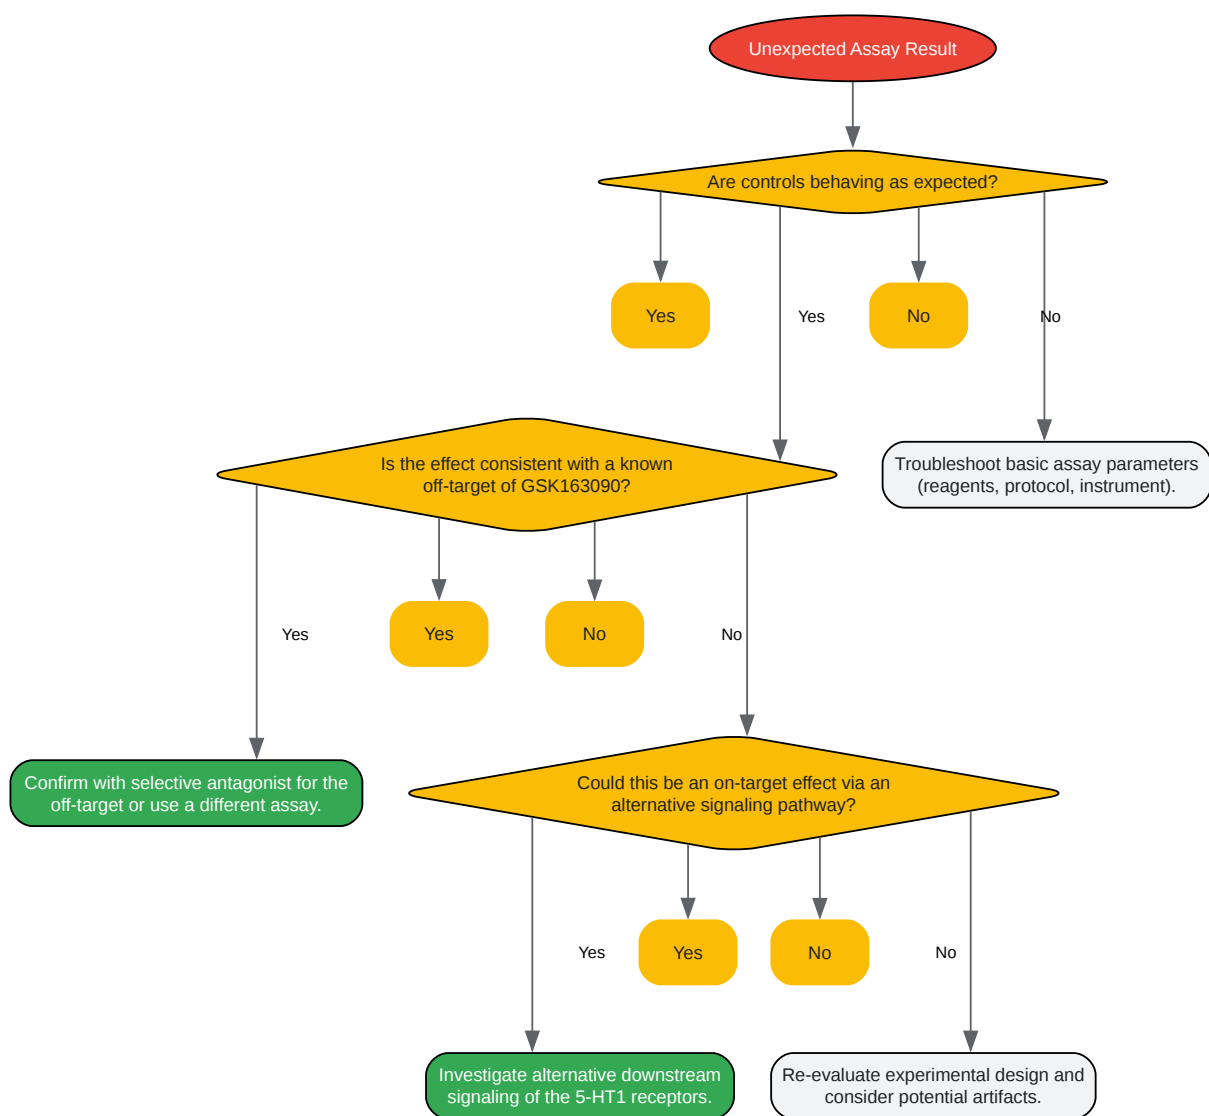 Unexpected Assay Result
Are controls behaving as expected?
Yes
Yes
No
No
Is the effect consistent with a known
off-target of GSK163090?
Troubleshoot basic assay parameters
(reagents, protocol, instrument).
Yes
Yes
No
No
Confirm with selective antagonist for the
off-target or use a different assay.
Could this be an on-target effect via an
alternative signaling pathway?
Yes
Yes
No
No
Investigate alternative downstream
signaling of the 5-HT1 receptors.
Re-evaluate experimental design and
consider potential artifacts.